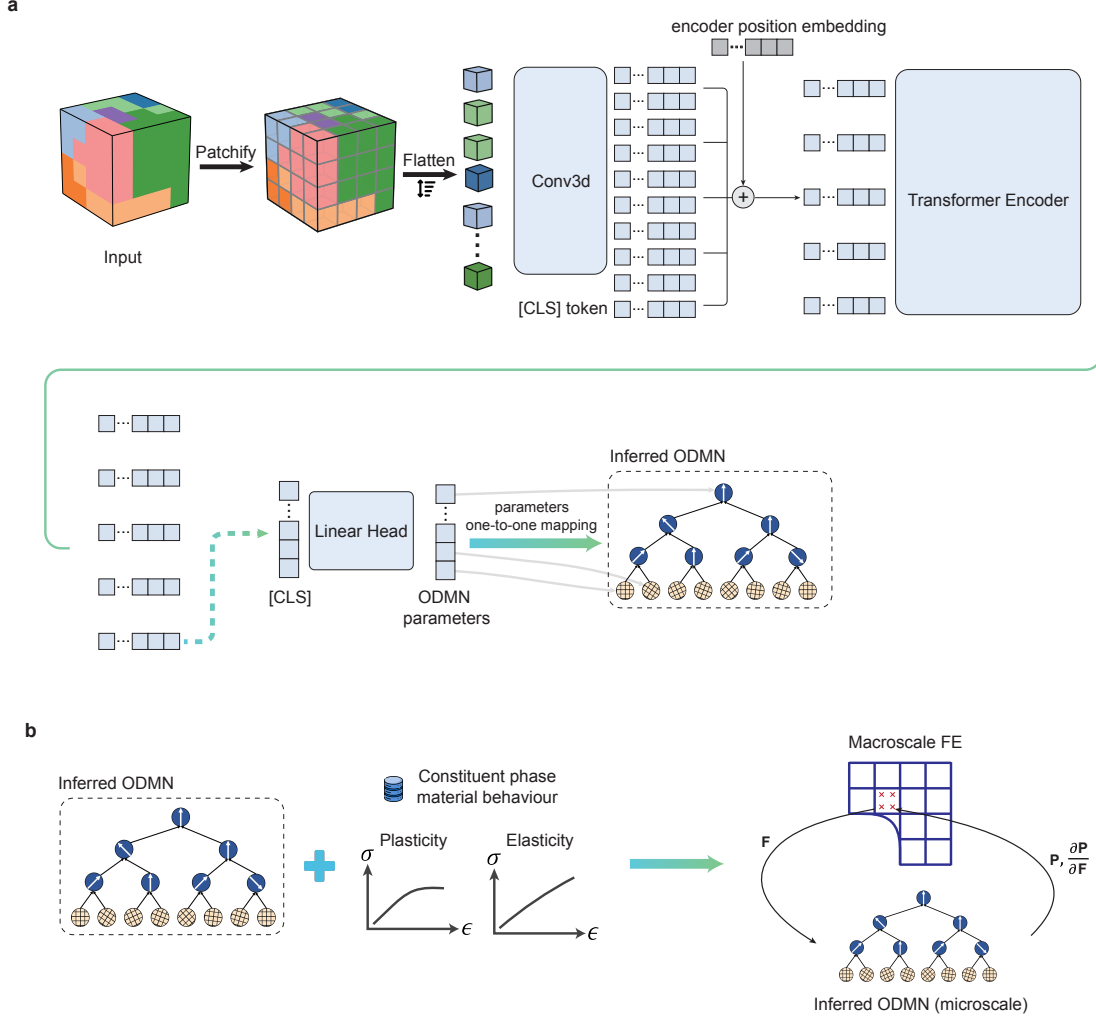 a
encoder position embedding
Patchify
Flatten
Conv3d
+
Transformer Encoder
Input
[CLS] token
Inferred ODMN
Linear Head
parameters
one-to-one mapping
[CLS]
ODMN
parameters
b
Macroscale FE
Inferred ODMN
Constituent phase
material behaviour
Plasticity
Elasticity
σ
ϵ
σ
ϵ
F
P, ∂P/∂F
Inferred ODMN (microscale)